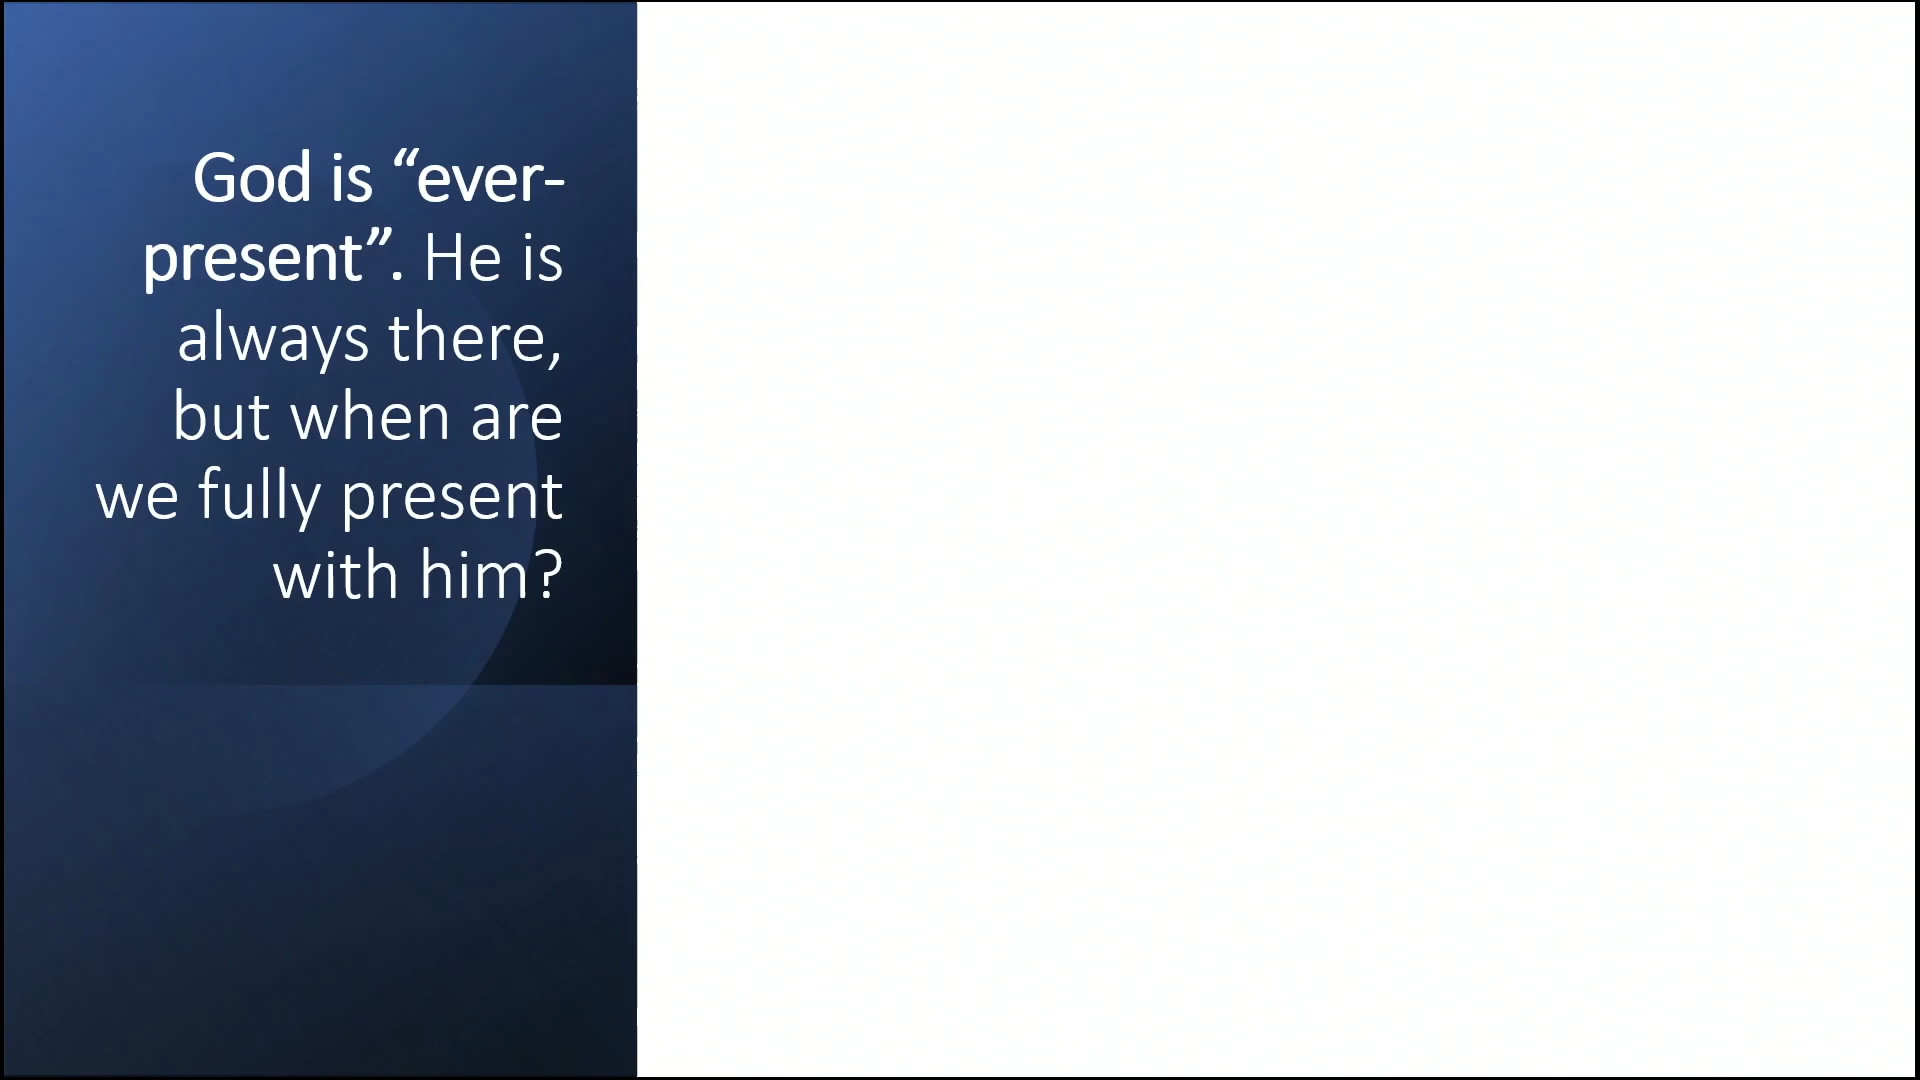 God is “ever-
present”. He is
always there,
but when are
we fully present
with him?